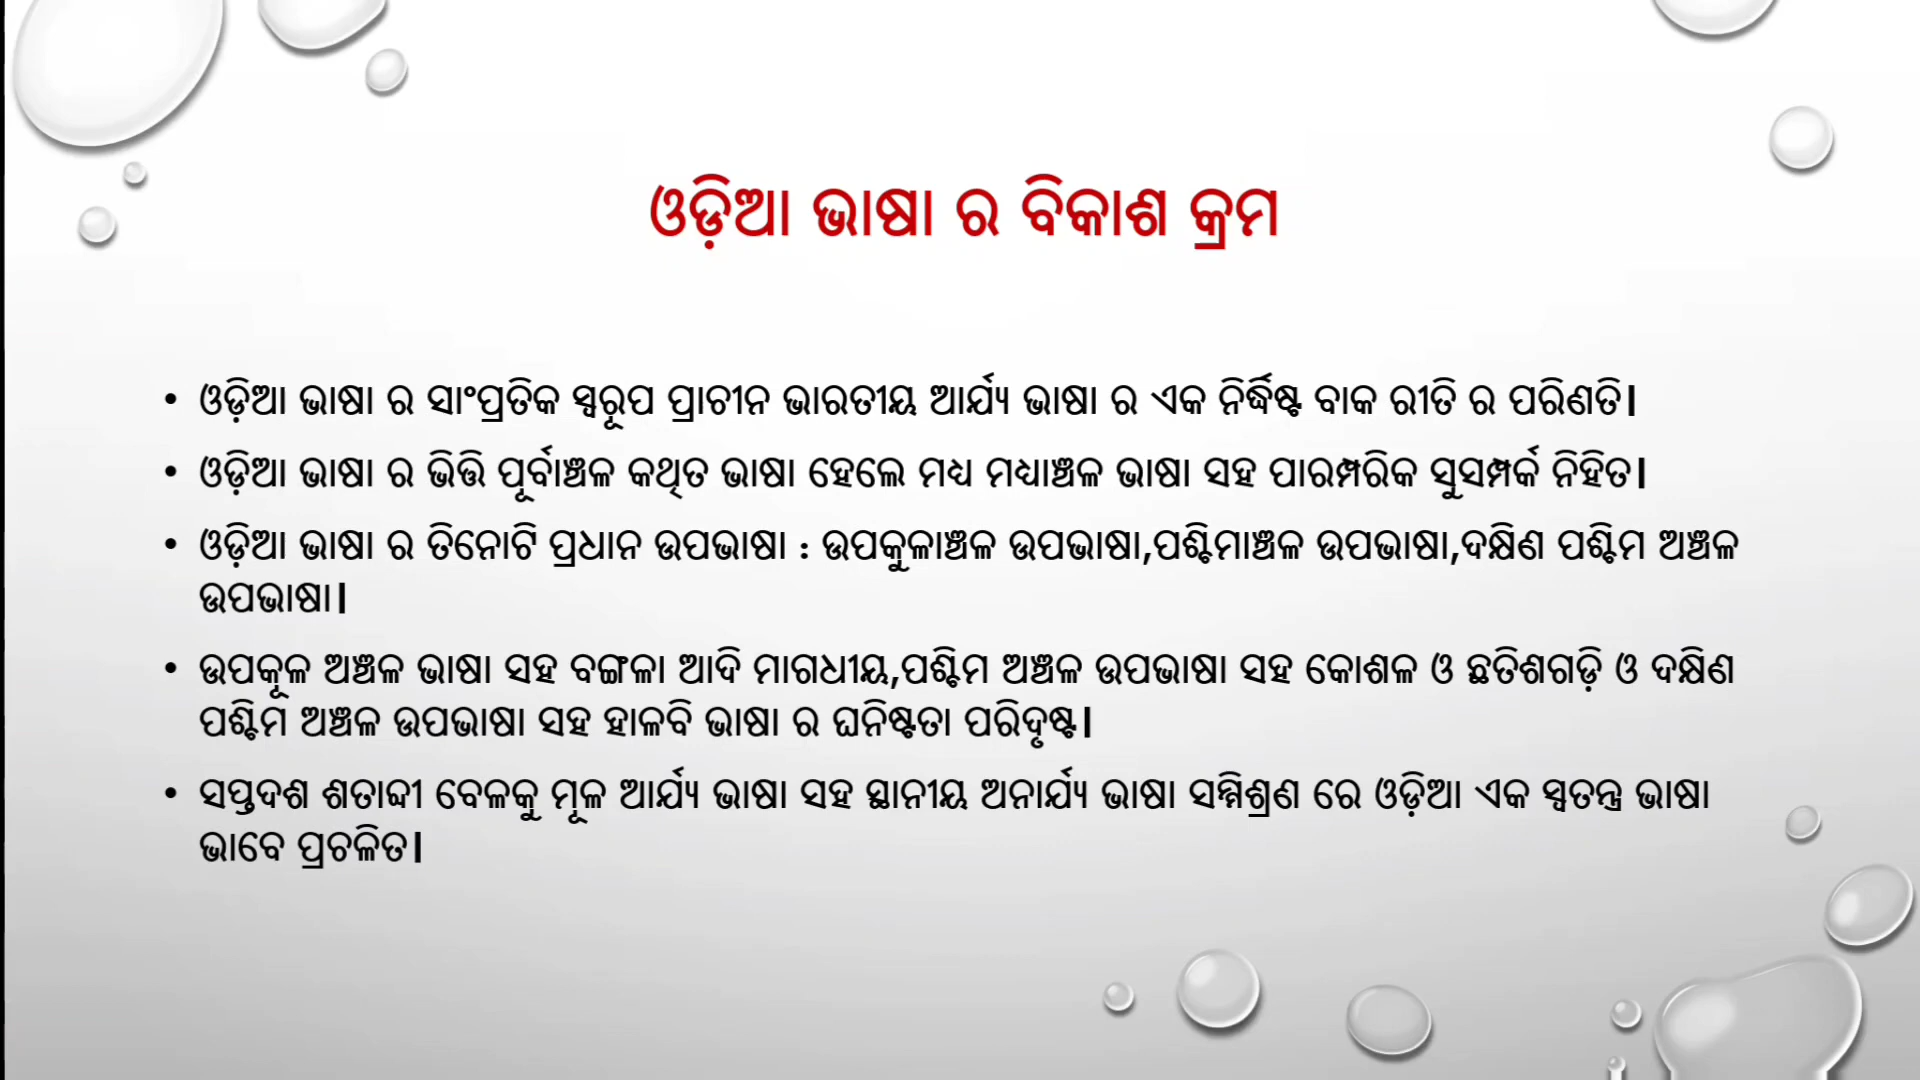 ଓଡ଼ିଆ ଭାଷା ର ବିକାଶ କ୍ରମ
• ଓଡ଼ିଆ ଭାଷା ର ସାଂପ୍ରତିକ ସ୍ୱରୂପ ପ୍ରାଚୀନ ଭାରତୀୟ ଆର୍ଯ୍ୟ ଭାଷା ର ଏକ ନିର୍ଦ୍ଧିଷ୍ଟ ବାକ ରୀତି ର ପରିଣତି।
• ଓଡ଼ିଆ ଭାଷା ର ଭିତ୍ତି ପୂର୍ବାଞ୍ଚଳ କଥିତ ଭାଷା ହେଲେ ମଧ୍ୟ ମଧ୍ୟାଞ୍ଚଳ ଭାଷା ସହ ପାରମ୍ପରିକ ସୁସମ୍ପର୍କ ନିହିତ।
• ଓଡ଼ିଆ ଭାଷା ର ତିନୋଟି ପ୍ରଧାନ ଉପଭାଷା : ଉପକୁଳାଞ୍ଚଳ ଉପଭାଷା,ପଶ୍ଚିମାଞ୍ଚଳ ଉପଭାଷା,ଦକ୍ଷିଣ ପଶ୍ଚିମ ଅଞ୍ଚଳ
ଉପଭାଷା।
• ଉପକୂଳ ଅଞ୍ଚଳ ଭାଷା ସହ ବଙ୍ଗଳା ଆଦି ମାଗଧୀୟ,ପଶ୍ଚିମ ଅଞ୍ଚଳ ଉପଭାଷା ସହ କୋଶଳ ଓ ଛତିଶଗଡ଼ି ଓ ଦକ୍ଷିଣ
ପଶ୍ଚିମ ଅଞ୍ଚଳ ଉପଭାଷା ସହ ହାଳବି ଭାଷା ର ଘନିଷ୍ଟତା ପରିଦୃଷ୍ଟ।
• ସପ୍ତଦଶ ଶତାବ୍ଦୀ ବେଳକୁ ମୂଳ ଆର୍ଯ୍ୟ ଭାଷା ସହ ସ୍ଥାନୀୟ ଅନାର୍ଯ୍ୟ ଭାଷା ସମ୍ମିଶ୍ରଣ ରେ ଓଡ଼ିଆ ଏକ ସ୍ୱତନ୍ତ୍ର ଭାଷା
ଭାବେ ପ୍ରଚଳିତ।